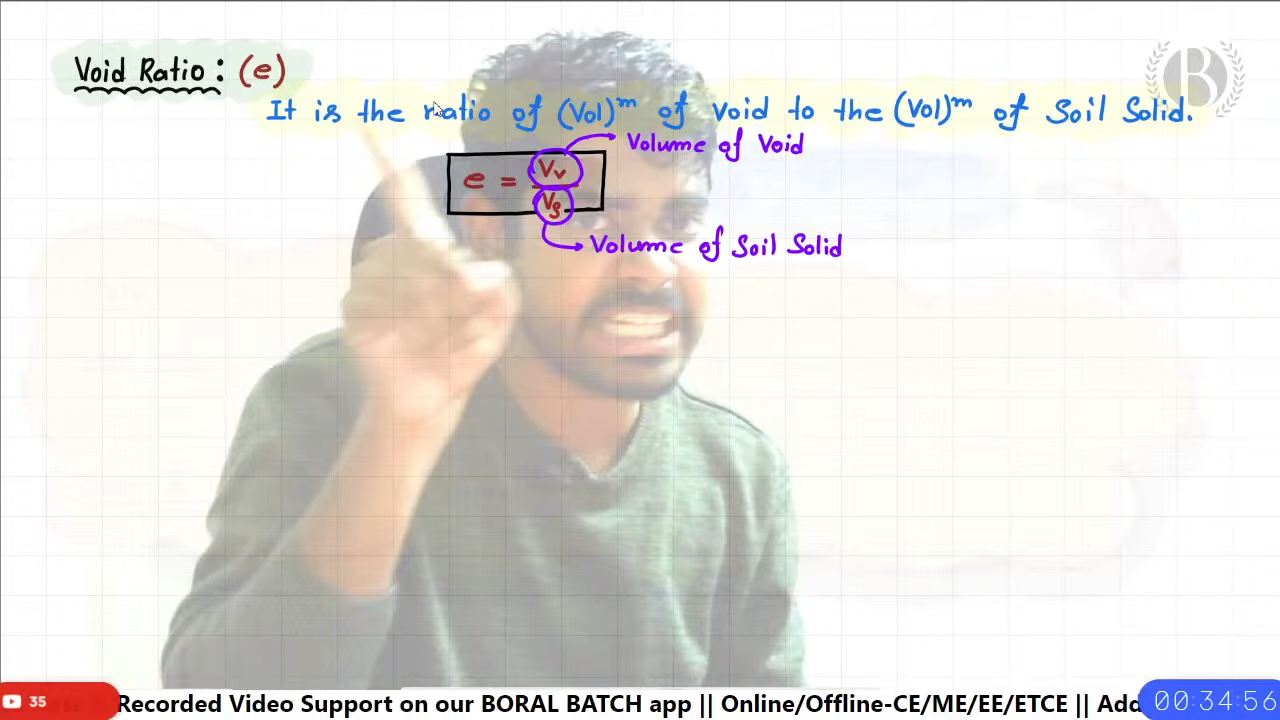 Void Ratio : (e)
It is the ratio of (Vol)ᵐ of Void to the (Vol)ᵐ of Soil Solid.
Volume of Void
e = Vᵥ / Vₛ
Volume of Soil Solid
B
35
Recorded Video Support on our BORAL BATCH app || Online/Offline-CE/ME/EE/ETCE || Add
00:34:56